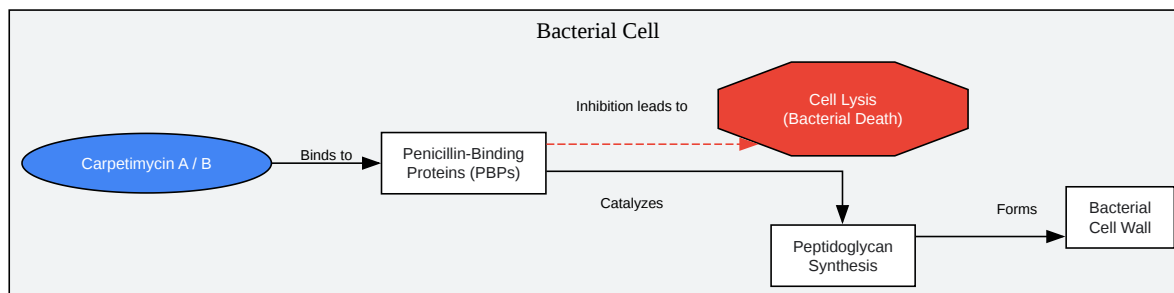 Bacterial Cell
Carpetimycin A / B
Binds to
Penicillin-Binding
Proteins (PBPs)
Inhibition leads to
Cell Lysis
(Bacterial Death)
Catalyzes
Peptidoglycan
Synthesis
Forms
Bacterial
Cell Wall